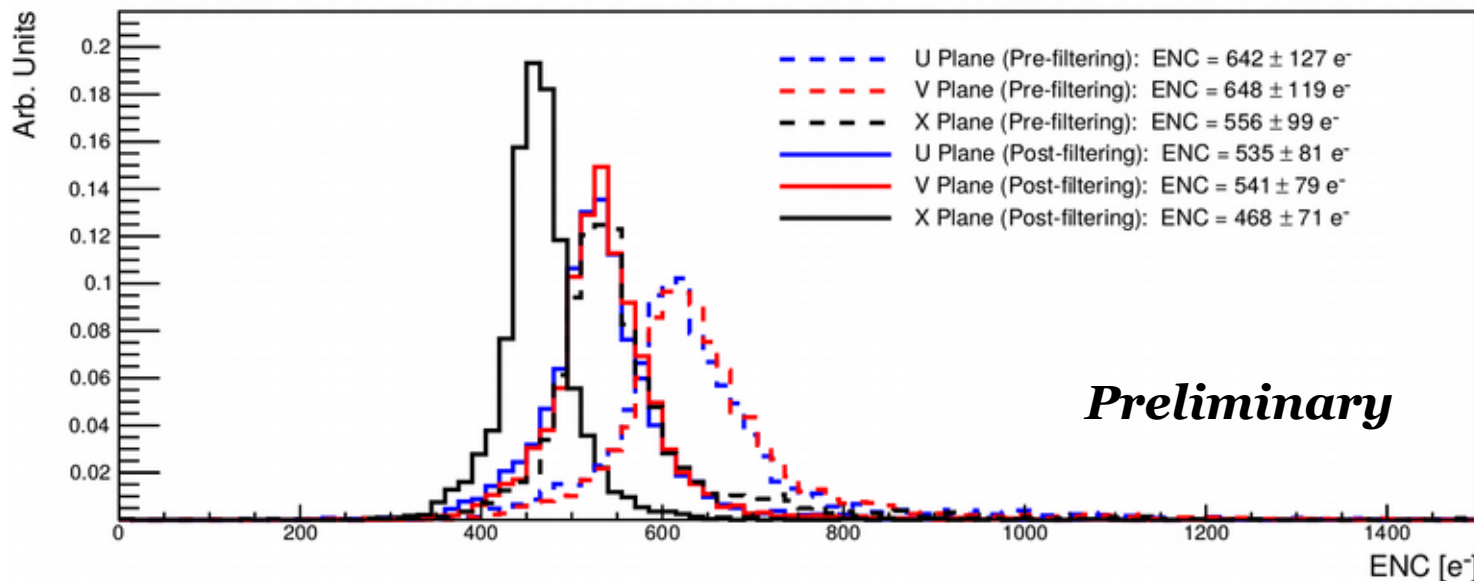 Arb. Units
0.2
0.18
0.16
0.14
0.12
0.1
0.08
0.06
0.04
0.02
U Plane (Pre-filtering): ENC = 642 ± 127 e⁻
V Plane (Pre-filtering): ENC = 648 ± 119 e⁻
X Plane (Pre-filtering): ENC = 556 ± 99 e⁻
U Plane (Post-filtering): ENC = 535 ± 81 e⁻
V Plane (Post-filtering): ENC = 541 ± 79 e⁻
X Plane (Post-filtering): ENC = 468 ± 71 e⁻
Preliminary
0 200 400 600 800 1000 1200 1400
ENC [e⁻]